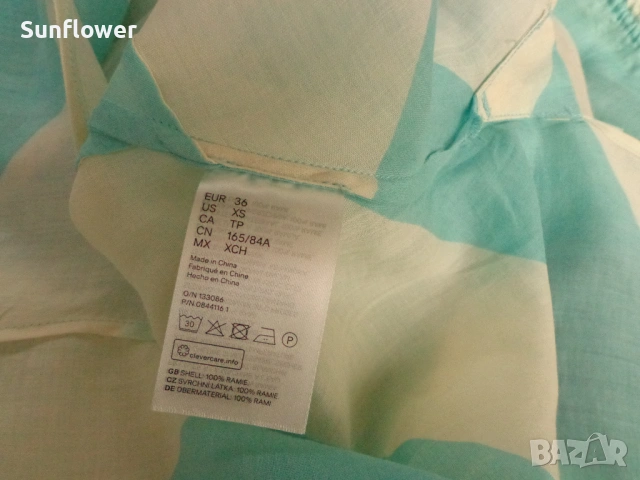 Sunflower
EUR 36
US XS
CA TP
CN 165/84A
MX XCH
Made in China
Fabriqué en Chine
Hecho en China
O/N 133086
P/N 0844116.1
30
P
clevercare.info
GB SHELL: 100% RAMIE.
CZ SVRCHNI LÁTKA: 100% RAMIE.
DE OBERMATERIAL: 100% RAMI
BAZAR